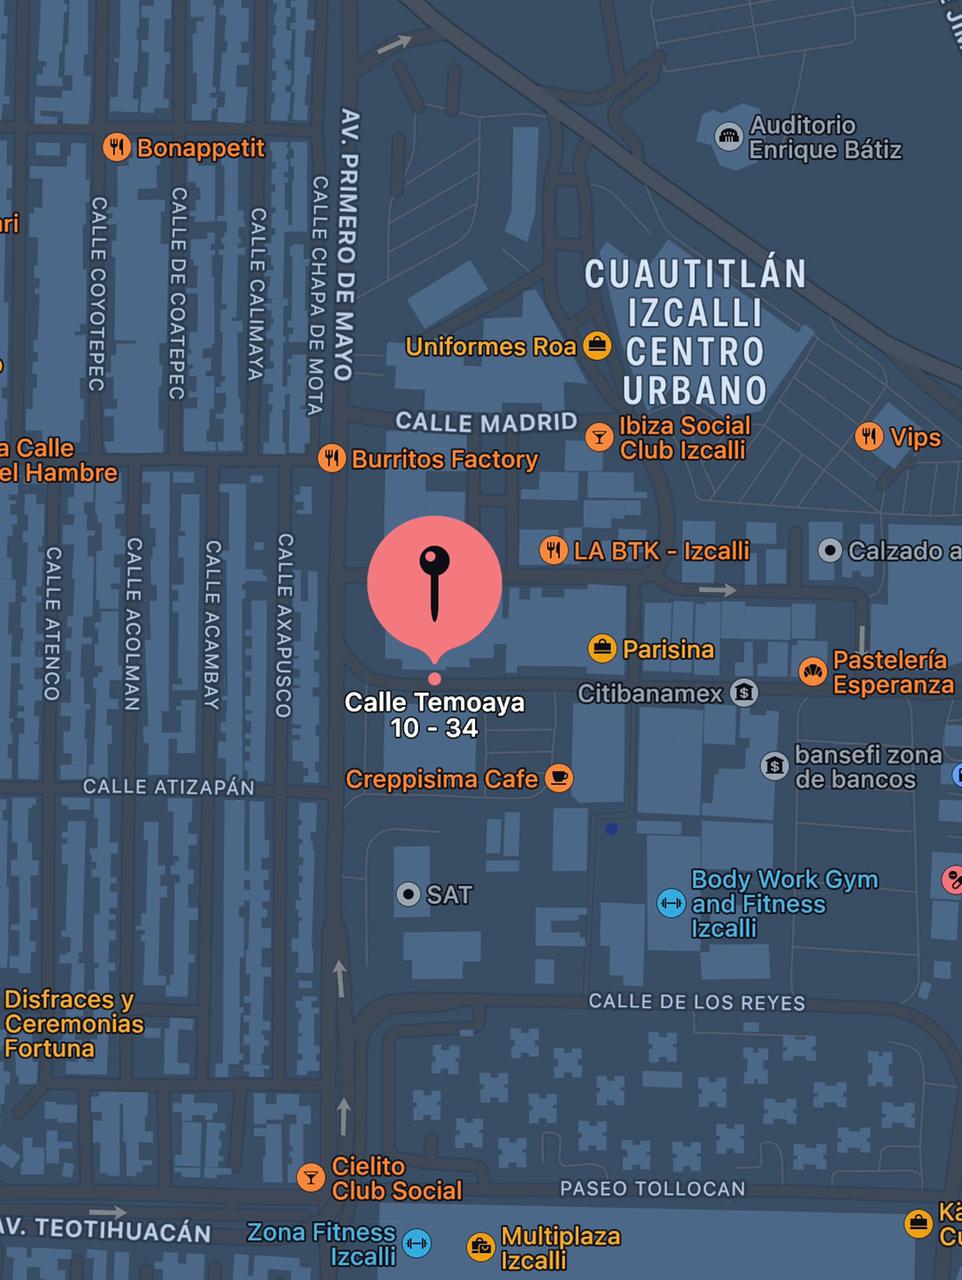 Auditorio
Enrique Bátiz
Bonappetit
AV. PRIMERO DE MAYO
CALLE CHAPA DE MOTA
CALLE COYOTEPEC
CALLE DE COATEPEC
CALLE CALIMAYA
CUAUTITLÁN
IZCALLI
CENTRO
URBANO
Uniformes Roa
CALLE MADRID
Ibiza Social
Club Izcalli
Vips
a Calle
el Hambre
Burritos Factory
LA BTK - Izcalli
Calzado a
CALLE ATENCO
CALLE ACOLMAN
CALLE ACAMBAY
CALLE AXAPUSCO
Parisina
Pastelería
Esperanza
Citibanamex
Calle Temoaya
10 - 34
bansefi zona
de bancos
Creppisima Cafe
CALLE ATIZAPÁN
SAT
Body Work Gym
and Fitness
Izcalli
Disfraces y
Ceremonias
Fortuna
CALLE DE LOS REYES
Cielito
Club Social
PASEO TOLLOCAN
AV. TEOTIHUACÁN
Zona Fitness
Izcalli
Multiplaza
Izcalli